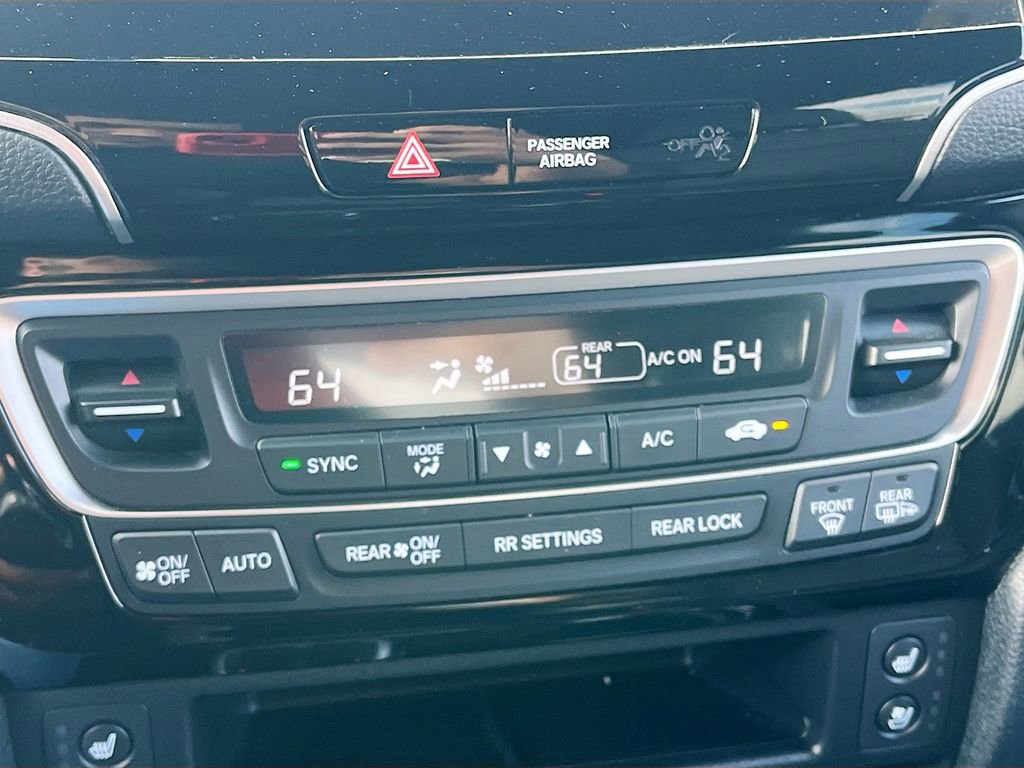 PASSENGER
AIRBAG
OFF
2
64
REAR
64
A/C ON
64
SYNC
MODE
A/C
ON/
OFF
AUTO
REAR ON/
OFF
RR SETTINGS
REAR LOCK
FRONT
REAR